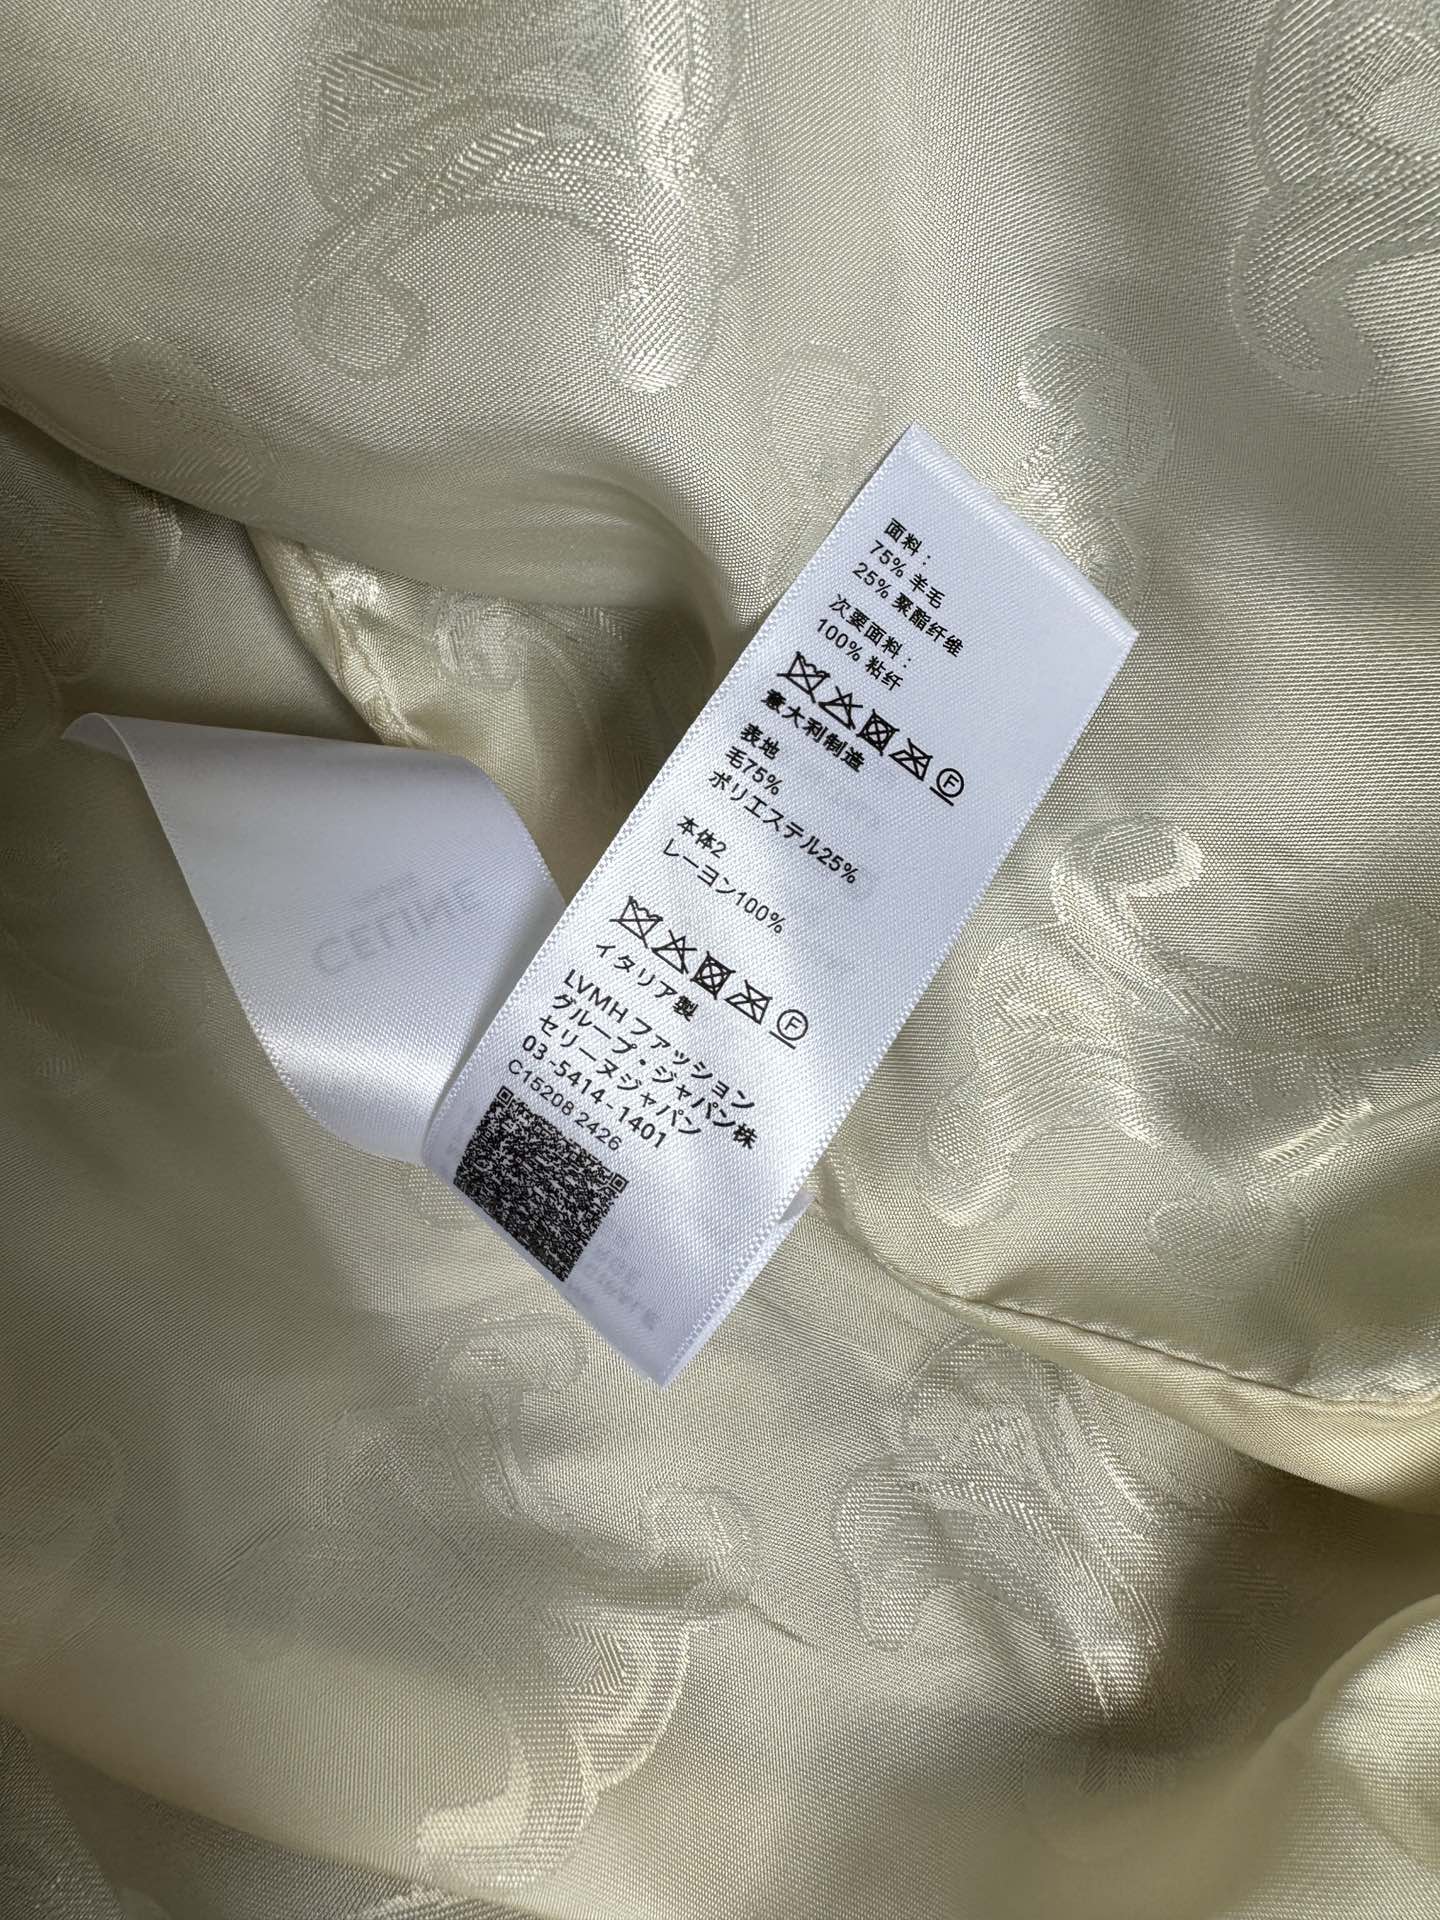 面料：
75% 羊毛
25% 聚酯纤维
次要面料：
100% 粘纤
F
意大利制造
表地
毛75%
ポリエステル25%
本体2
レーヨン100%
F
イタリア製
LVMH ファッション
グループ・ジャパン株
セリーヌジャパン
03-5414-1401
C15208 2426
CELINE